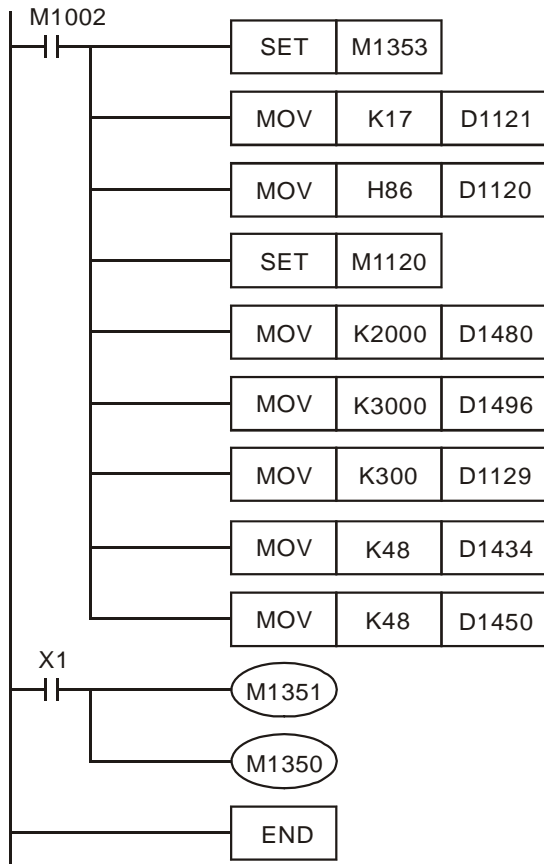 M1002
SET M1353
MOV K17 D1121
MOV H86 D1120
SET M1120
MOV K2000 D1480
MOV K3000 D1496
MOV K300 D1129
MOV K48 D1434
MOV K48 D1450
X1
M1351
M1350
END